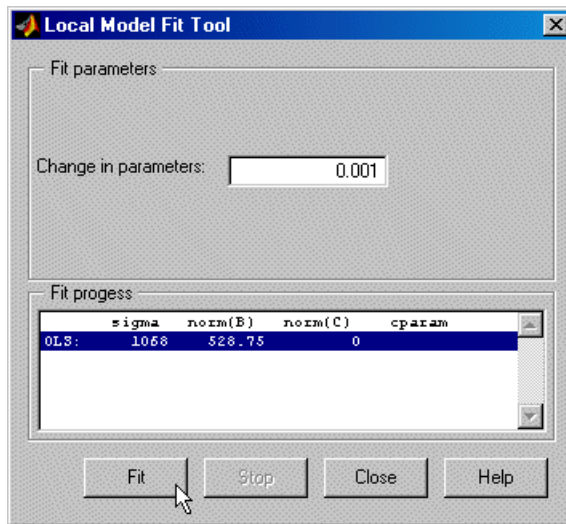 Local Model Fit Tool
Fit parameters
Change in parameters: 0.001
Fit progess
sigma norm(B) norm(C) cparam
OLS: 1068 528.75 0
Fit Stop Close Help